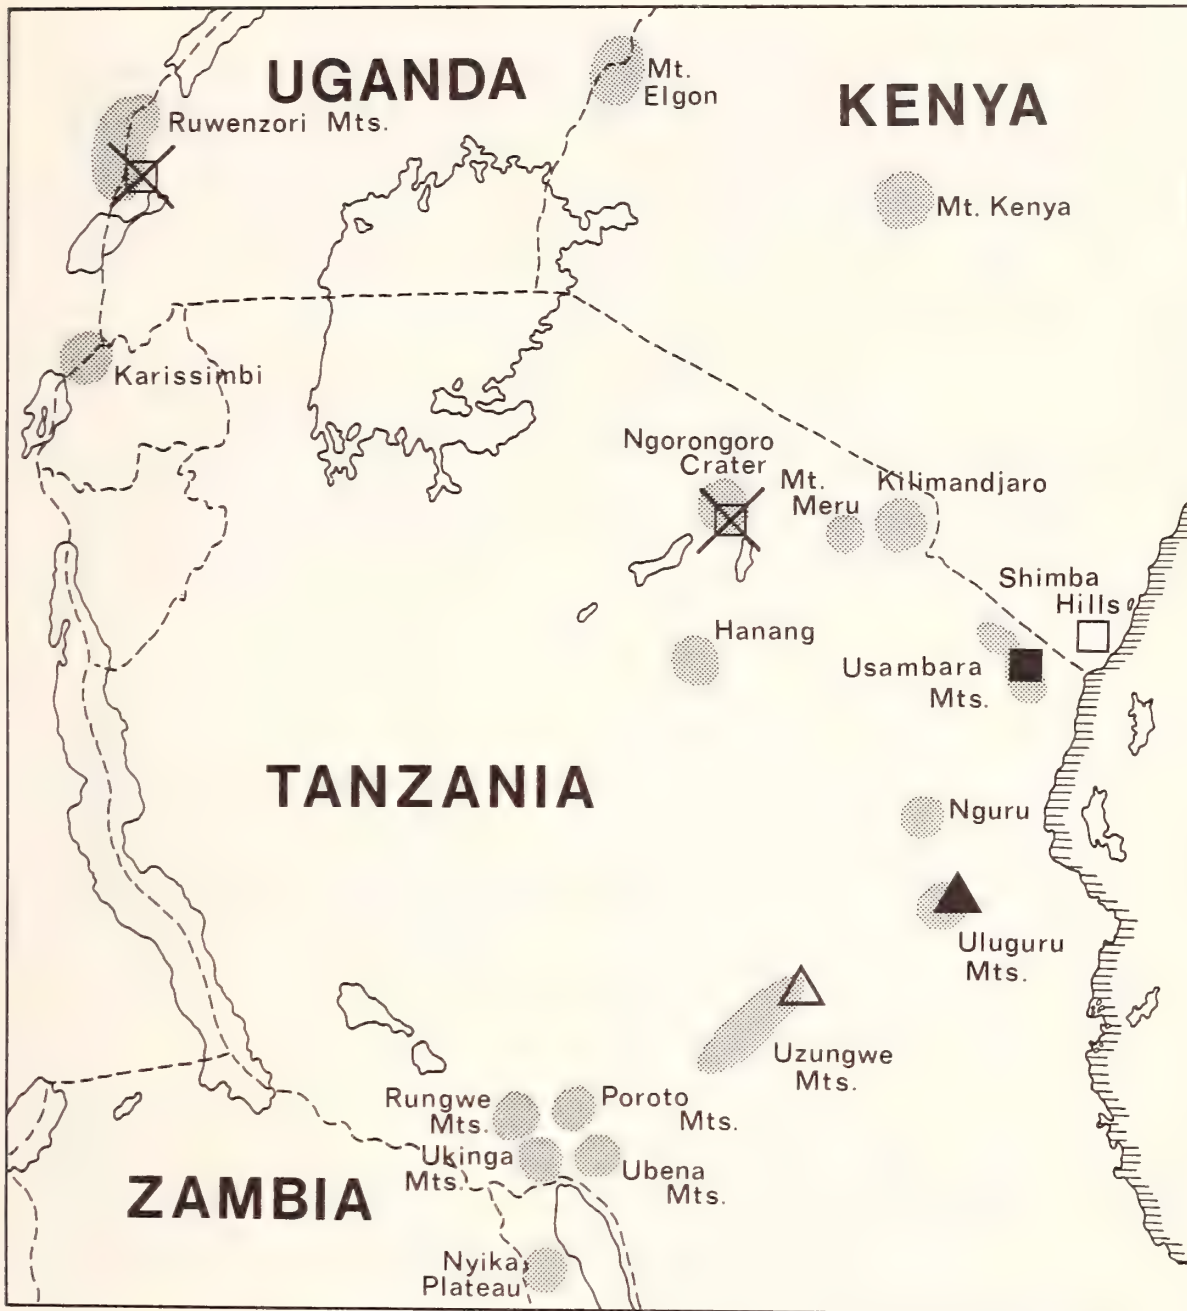 UGANDA
Mt.
Elgon
KENYA
Ruwenzori Mts.
Mt. Kenya
Karissimbi
Ngorongoro
Crater
Mt.
Meru
Kilimandjaro
Shimba
Hills
Hanang
Usambara
Mts.
TANZANIA
Nguru
Uluguru
Mts.
Uzungwe
Mts.
Rungwe
Mts.
Poroto
Mts.
Ukinga
Mts.
Ubena
Mts.
ZAMBIA
Nyika
Plateau